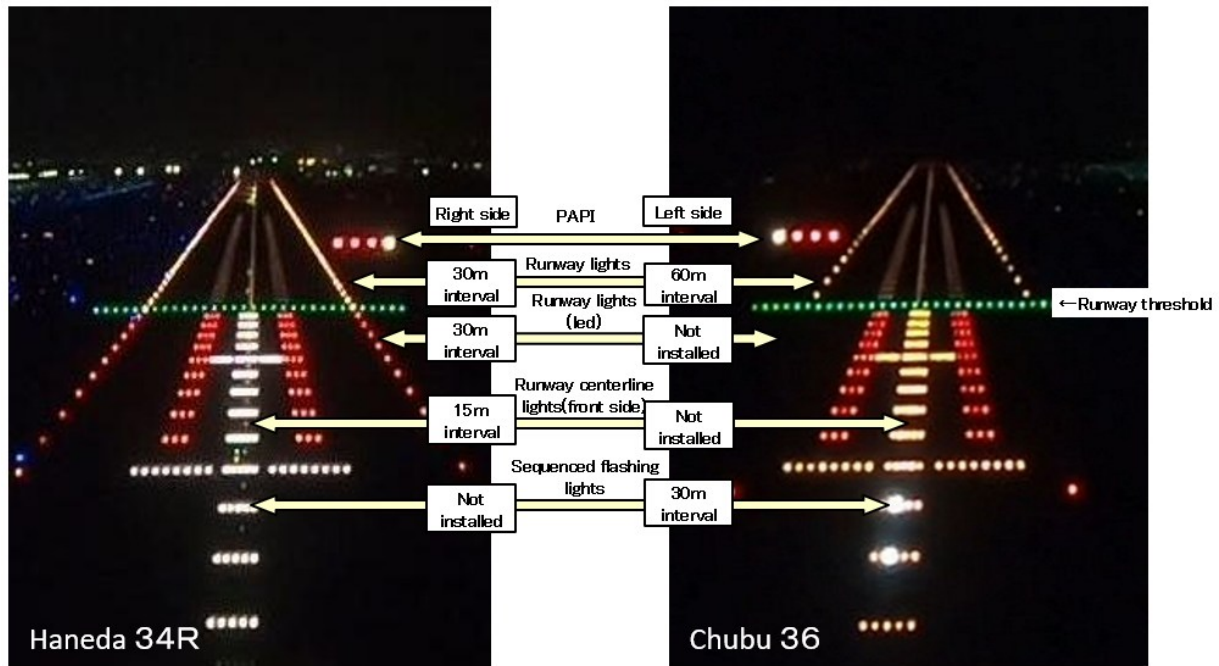 Right side
PAPI
Left side
30m
interval
Runway lights
60m
interval
←Runway threshold
30m
interval
Runway lights
(led)
Not
installed
15m
interval
Runway centerline
lights(front side)
Not
installed
Not
installed
Sequenced flashing
lights
30m
interval
Haneda 34R
Chubu 36